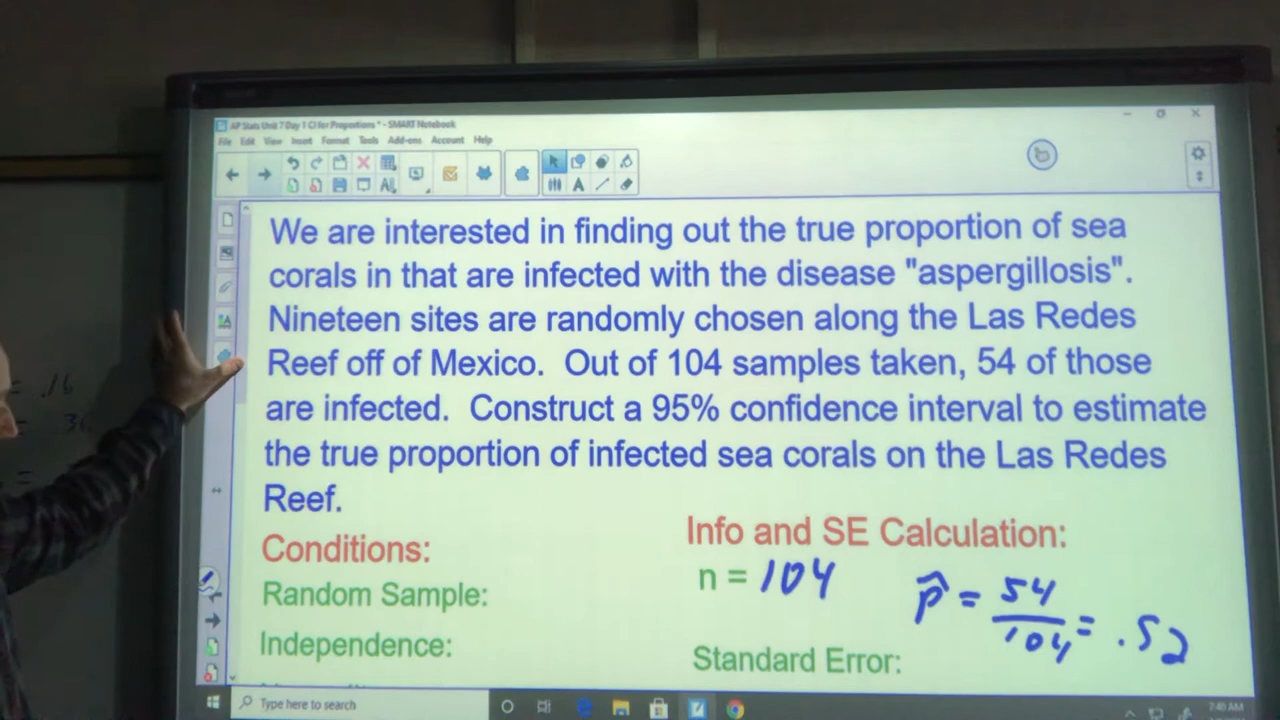 AP Stats Unit 7 Day 1 CI for Proportions * - SMART Notebook
File Edit View Insert Format Tools Add-ons Account Help
We are interested in finding out the true proportion of sea
corals in that are infected with the disease "aspergillosis".
Nineteen sites are randomly chosen along the Las Redes
Reef off of Mexico. Out of 104 samples taken, 54 of those
are infected. Construct a 95% confidence interval to estimate
the true proportion of infected sea corals on the Las Redes
Reef.
Conditions:
Random Sample:
Independence:
Info and SE Calculation:
n = 104
p̂ = 54/104 = .52
Standard Error:
Type here to search
7:40 AM
= .16